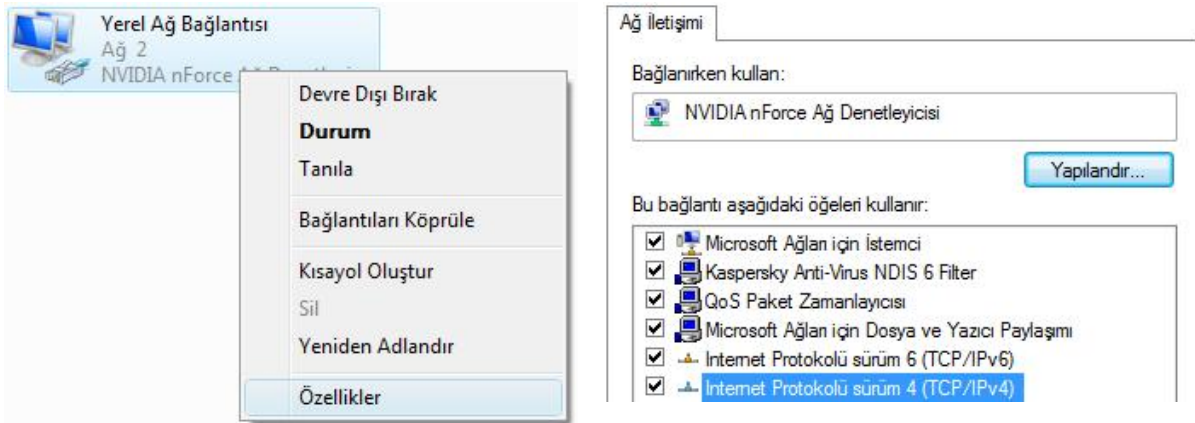 Yerel Ağ Bağlantısı
Ağ 2
NVIDIA nForce
Devre Dışı Bırak
Durum
Tanıla
Bağlantıları Köprüle
Kısayol Oluştur
Sil
Yeniden Adlandır
Özellikler
Ağ İletişimi
Bağlanırken kullan:
NVIDIA nForce Ağ Denetleyicisi
Yapılandır...
Bu bağlantı aşağıdaki öğeleri kullanır:
Microsoft Ağları için İstemci
Kaspersky Anti-Virus NDIS 6 Filter
QoS Paket Zamanlayıcısı
Microsoft Ağları için Dosya ve Yazıcı Paylaşımı
Internet Protokolü sürüm 6 (TCP/IPv6)
Internet Protokolü sürüm 4 (TCP/IPv4)